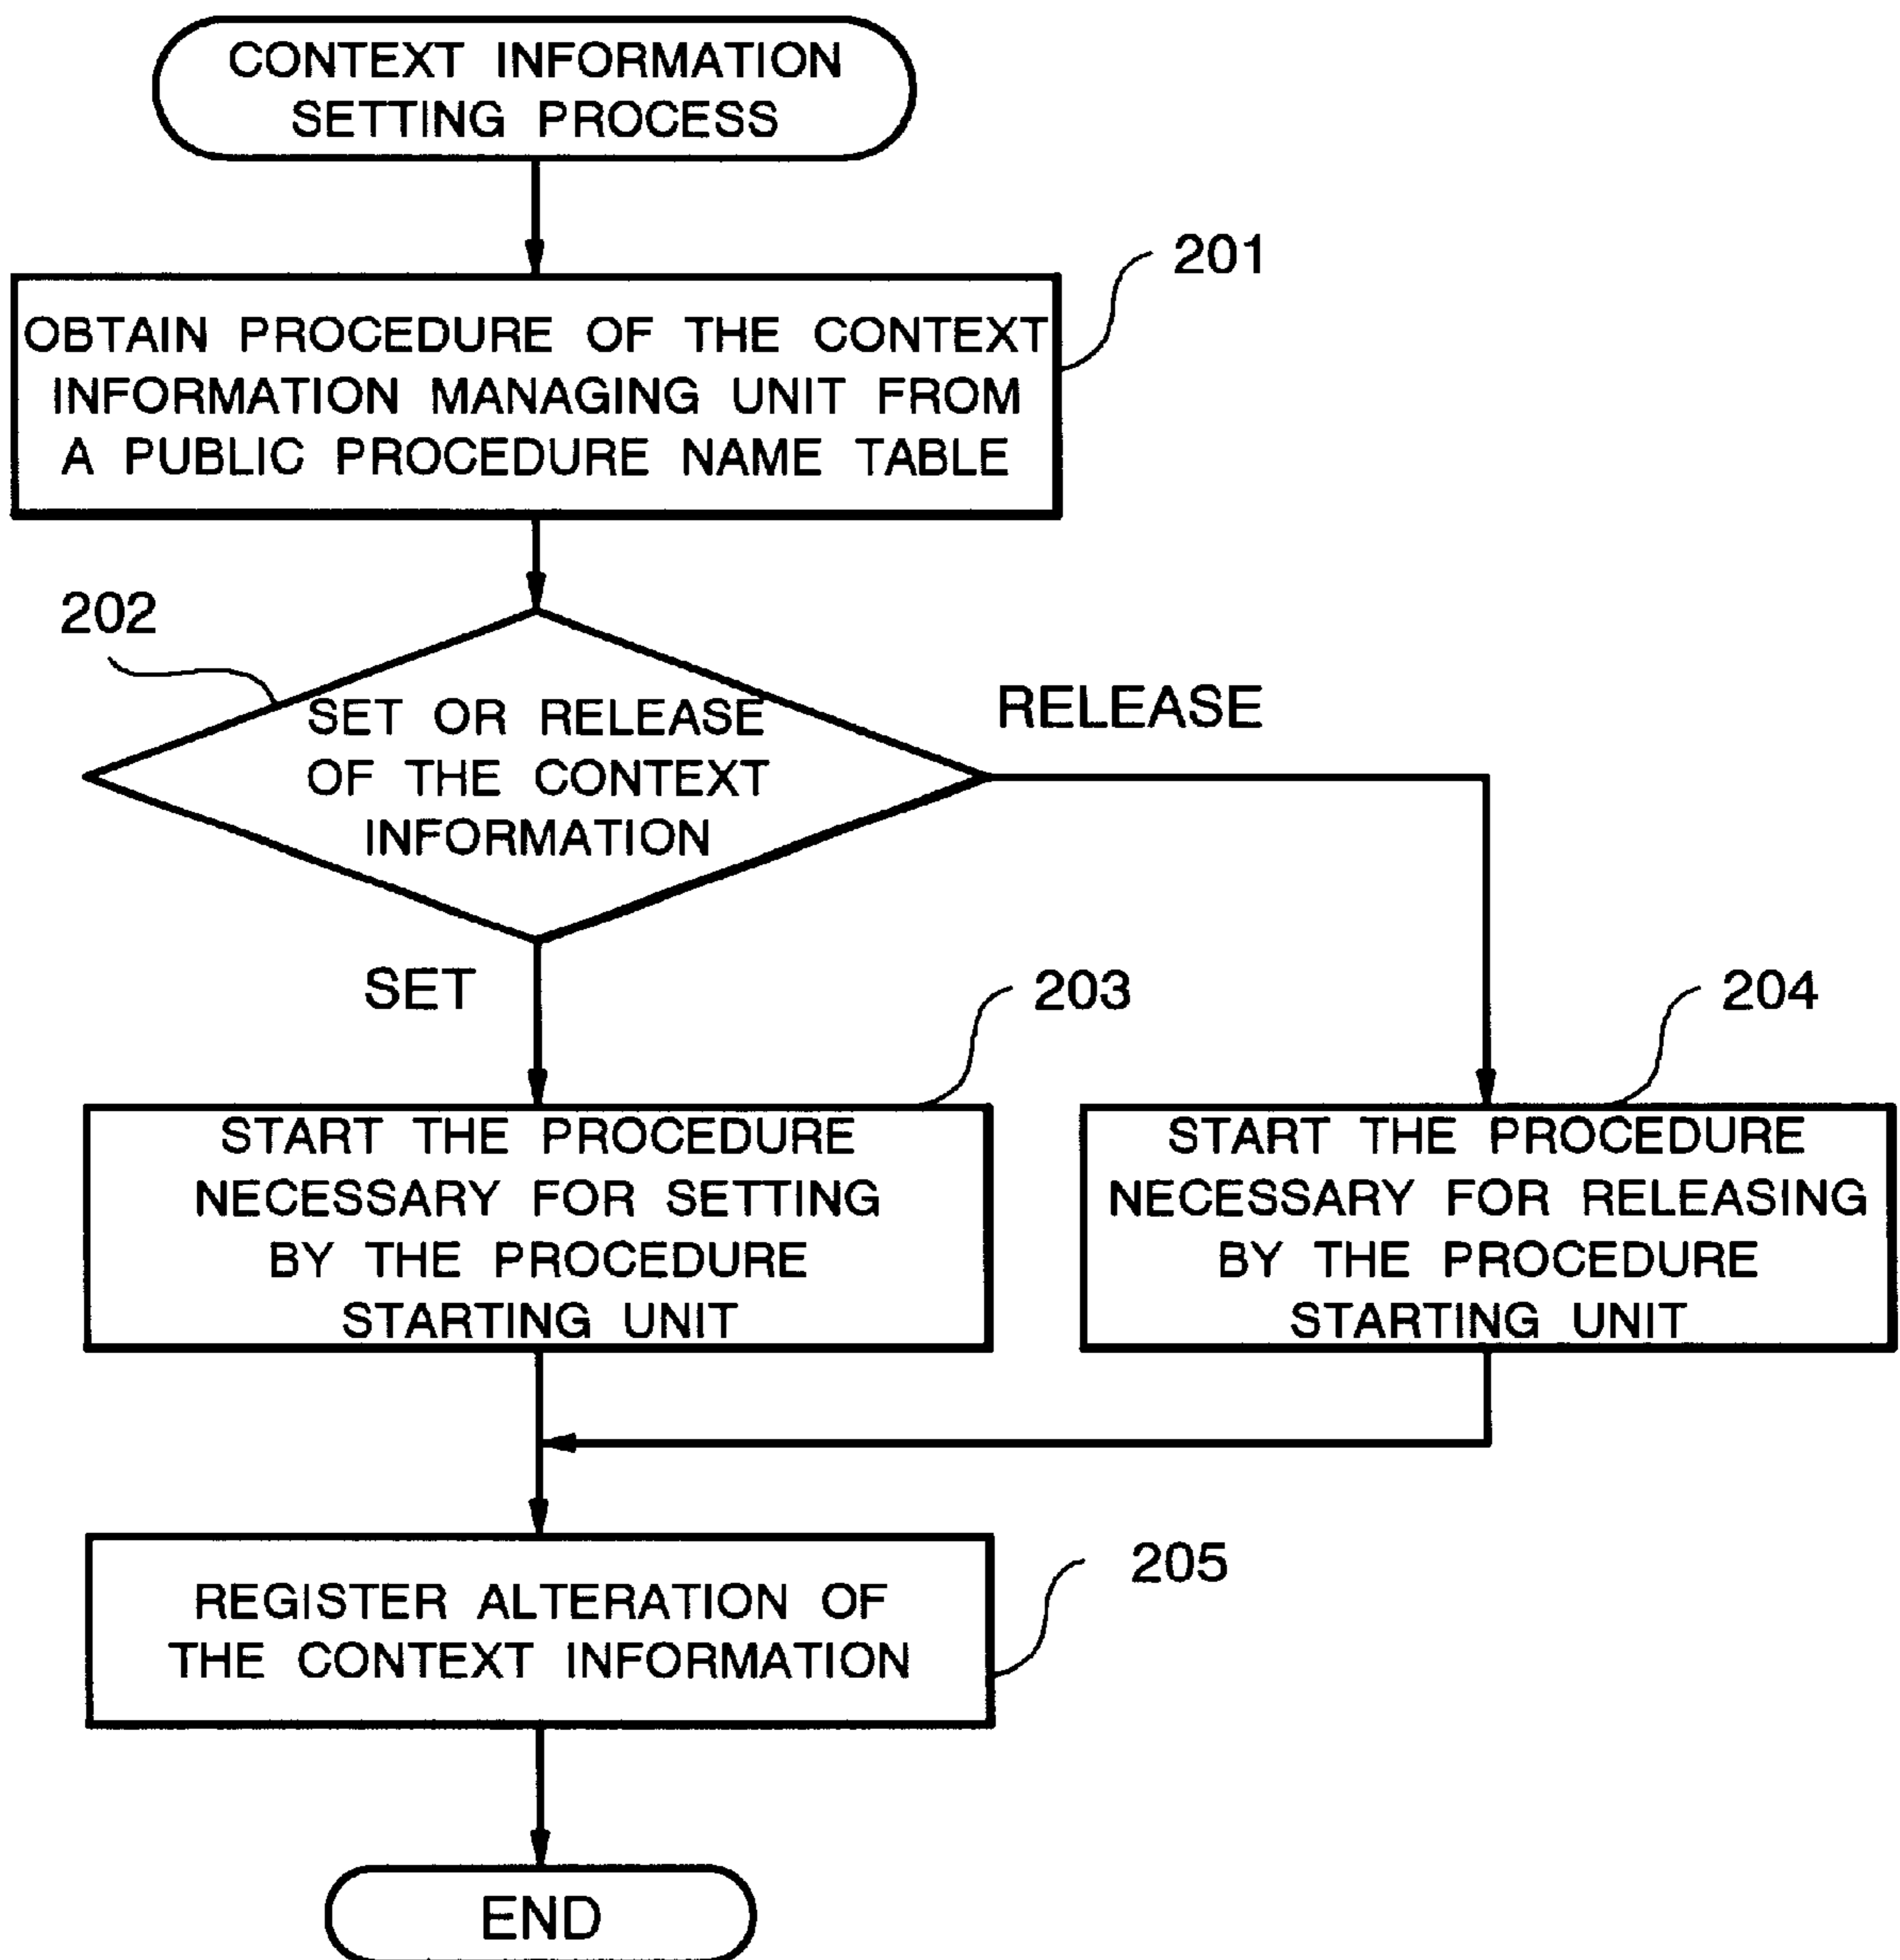 CONTEXT INFORMATION
SETTING PROCESS
201
OBTAIN PROCEDURE OF THE CONTEXT
INFORMATION MANAGING UNIT FROM
A PUBLIC PROCEDURE NAME TABLE
202
SET OR RELEASE
OF THE CONTEXT
INFORMATION
RELEASE
SET
203
START THE PROCEDURE
NECESSARY FOR SETTING
BY THE PROCEDURE
STARTING UNIT
204
START THE PROCEDURE
NECESSARY FOR RELEASING
BY THE PROCEDURE
STARTING UNIT
205
REGISTER ALTERATION OF
THE CONTEXT INFORMATION
END